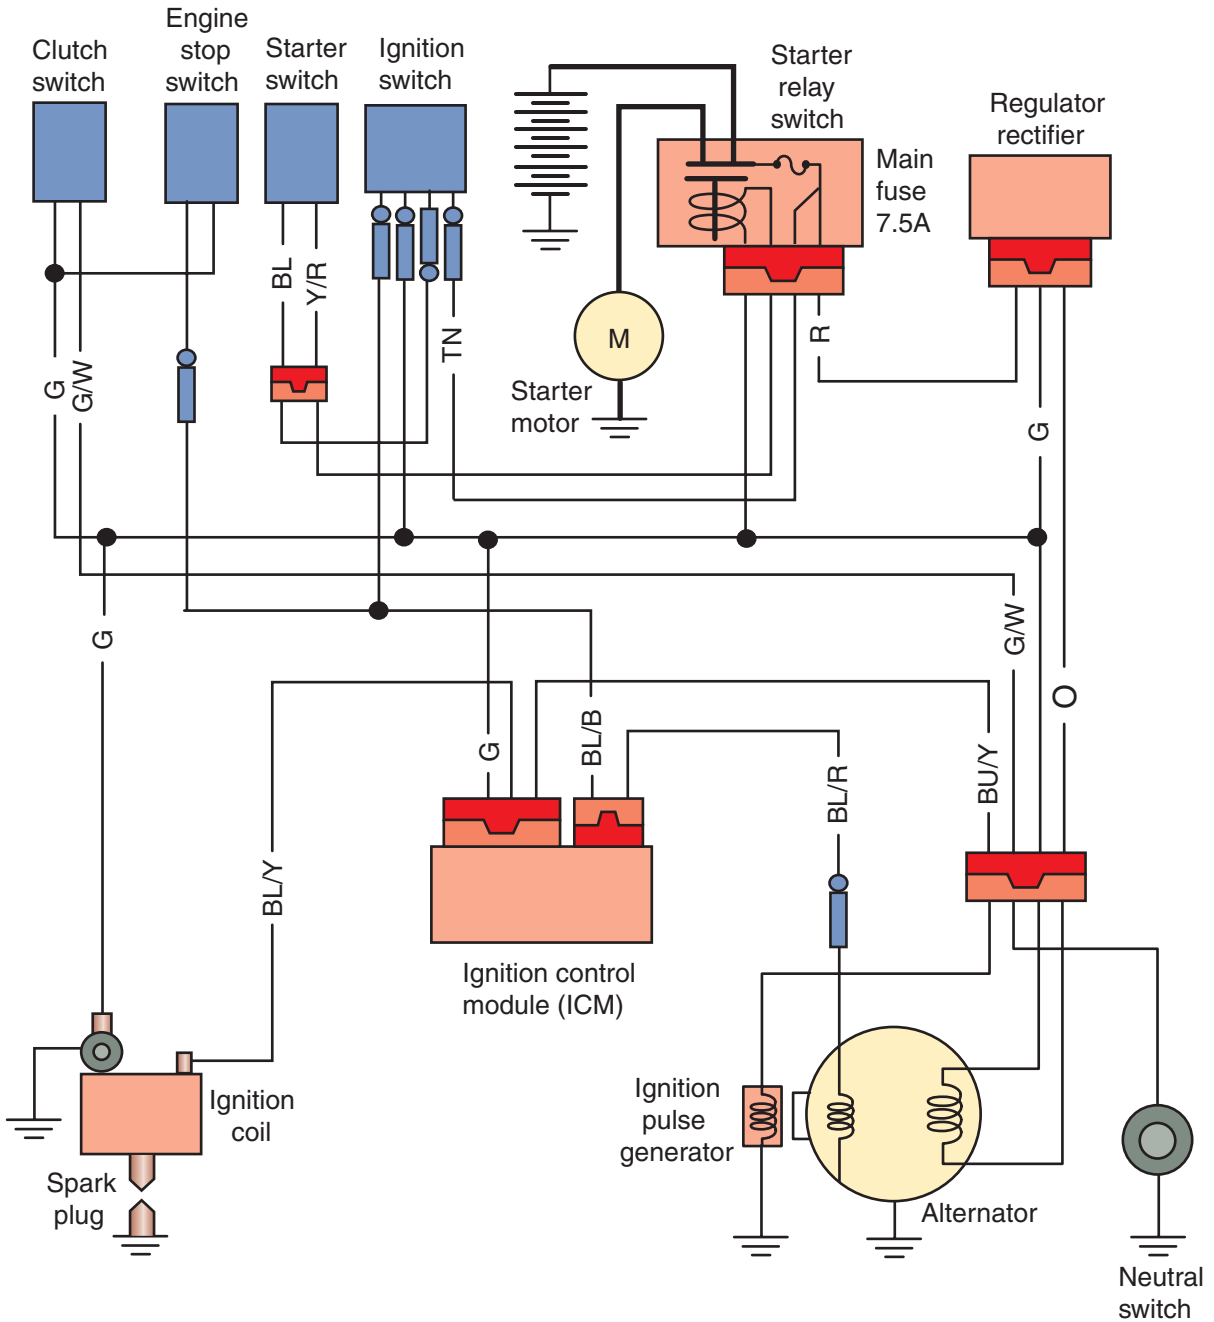 Clutch
switch
Engine
stop
switch
Starter
switch
Ignition
switch
Starter
relay
switch
Main
fuse
7.5A
Regulator
rectifier
BL
Y/R
TN
R
M
Starter
motor
G
G/W
G
G
G/W
O
G
BL/B
BU/Y
BL/R
BL/Y
Ignition control
module (ICM)
Ignition
coil
Spark
plug
Ignition
pulse
generator
Alternator
Neutral
switch